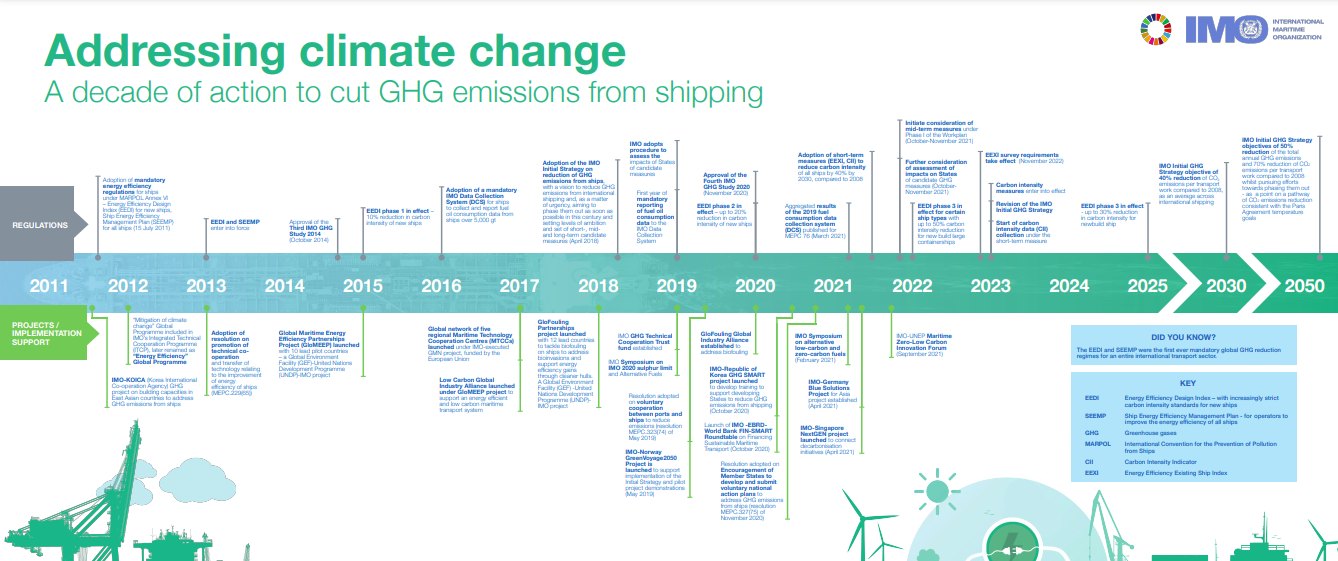 Addressing climate change
A decade of action to cut GHG emissions from shipping
IMO
INTERNATIONAL
MARITIME
ORGANIZATION
REGULATIONS
Adoption of mandatory
energy efficiency
regulations for ships
under MARPOL Annex VI
– Energy Efficiency Design
Index (EEDI) for new ships,
Ship Energy Efficiency
Management Plan (SEEMP)
for all ships (15 July 2011)
EEDI and SEEMP
enter into force
Approval of the
Third IMO GHG
Study 2014
(October 2014)
EEDI phase 1 in effect –
10% reduction in carbon
intensity of new ships
Adoption of a mandatory
IMO Data Collection
System (DCS) for ships
to collect and report fuel
oil consumption data from
ships over 5,000 gt
Adoption of the IMO
Initial Strategy on
reduction of GHG
emissions from ships,
with a vision to reduce GHG
emissions from international
shipping and, as a matter
of urgency, aiming to
phase them out as soon as
possible in the century and
setting levels of ambition
and set of short-, mid-
and long-term candidate
measures (April 2018)
IMO adopts
procedure to
assess the
impacts of States
of candidate
measures
First year of
mandatory
reporting
of fuel oil
consumption
data to the
IMO Data
Collection
System
Approval of the
Fourth IMO
GHG Study 2020
(November 2020)
EEDI phase 2 in
effect – up to 20%
reduction in carbon
intensity of new ships
Adoption of short-term
measures (EEXI, CII) to
reduce carbon intensity
of all ships by 40% by
2030, compared to 2008
Aggregated results
of the 2019 fuel
consumption data
collection system
(DCS) published for
MEPC 76 (March 2021)
Initiate consideration of
mid-term measures under
Phase I of the Workplan
(October-November 2021)
Further consideration
of assessment of
impacts on States
of candidate GHG
measures (October-
November 2021)
EEDI phase 3 in
effect for certain
ship types with
up to 50% carbon
intensity reduction
for new build large
containerships
EEXI survey requirements
take effect (November 2022)
Carbon intensity
measures enter into effect
Revision of the IMO
Initial GHG Strategy
Start of carbon
intensity data (CII)
collection under the
short-term measure
EEDI phase 3 in effect
- up to 30% reduction
in carbon intensity for
newbuild ship
IMO Initial GHG
Strategy objective of
40% reduction of CO₂
emissions per transport
work compared to 2008,
as an average across
international shipping
IMO Initial GHG Strategy
objectives of 50%
reduction of the total
annual GHG emissions
and 70% reduction of CO₂
emissions per transport
work compared to 2008
whilst pursuing efforts
towards phasing them out
- as a point on a pathway
of CO₂ emissions reduction
consistent with the Paris
Agreement temperature
goals
2011 2012 2013 2014 2015 2016 2017 2018 2019 2020 2021 2022 2023 2024 2025 2030 2050
PROJECTS /
IMPLEMENTATION
SUPPORT
"Mitigation of climate
change" Global
Programme included in
IMO's Integrated Technical
Cooperation Programme
(ITCP), later renamed as
"Energy Efficiency"
Global Programme
IMO-KOICA (Korea International
Co-operation Agency) GHG
project on building capacities in
East Asian countries to address
GHG emissions from ships
Adoption of
resolution on
promotion of
technical co-
operation
and transfer of
technology relating
to the improvement
of energy
efficiency of ships
(MEPC.229(65))
Global Maritime Energy
Efficiency Partnerships
Project (GloMEEP) launched
with 10 lead pilot countries
– a Global Environment
Facility (GEF)-United Nations
Development Programme
(UNDP)-IMO project
Global network of five
regional Maritime Technology
Cooperation Centres (MTCCs)
launched under IMO-executed
GMN project, funded by the
European Union
Low Carbon Global
Industry Alliance launched
under GloMEEP project to
support an energy efficient
and low carbon maritime
transport system
GloFouling
Partnerships
project launched
with 12 lead countries
to tackle biofouling
on ships to address
bioinvasions and
support energy
efficiency gains
through cleaner hulls.
A Global Environment
Facility (GEF)-United
Nations Development
Programme (UNDP)-
IMO project
IMO GHG Technical
Cooperation Trust
fund established
IMO Symposium on
IMO 2020 sulphur limit
and Alternative Fuels
Resolution adopted
on voluntary
cooperation
between ports and
ships to reduce
emissions (resolution
MEPC.323(74) of
May 2019)
IMO-Norway
GreenVoyage2050
Project is
launched to support
implementation of the
Initial Strategy and pilot
project demonstrations
(May 2019)
GloFouling Global
Industry Alliance
established to
address biofouling
IMO-Republic of
Korea GHG SMART
project launched
to develop training to
support developing
States to reduce GHG
emissions from shipping
(October 2020)
Launch of IMO -EBRD-
World Bank FIN-SMART
Roundtable on Financing
Sustainable Maritime
Transport (October 2020)
Resolution adopted on
Encouragement of
Member States to
develop and submit
voluntary national
action plans to
address GHG emissions
from ships (resolution
MEPC.327(75) of
November 2020)
IMO Symposium
on alternative
low-carbon and
zero-carbon fuels
(February 2021)
IMO-Germany
Blue Solutions
Project for Asia
project established
(April 2021)
IMO-Singapore
NextGEN project
launched to connect
decarbonisation
initiatives (April 2021)
IMO-UNEP Maritime
Zero-Low Carbon
Innovation Forum
(September 2021)
DID YOU KNOW?
The EEDI and SEEMP were the first ever mandatory global GHG reduction
regimes for an entire international transport sector.
KEY
EEDI Energy Efficiency Design Index – with increasingly strict
carbon intensity standards for new ships
SEEMP Ship Energy Efficiency Management Plan - for operators to
improve the energy efficiency of all ships
GHG Greenhouse gases
MARPOL International Convention for the Prevention of Pollution
from Ships
CII Carbon Intensity Indicator
EEXI Energy Efficiency Existing Ship Index